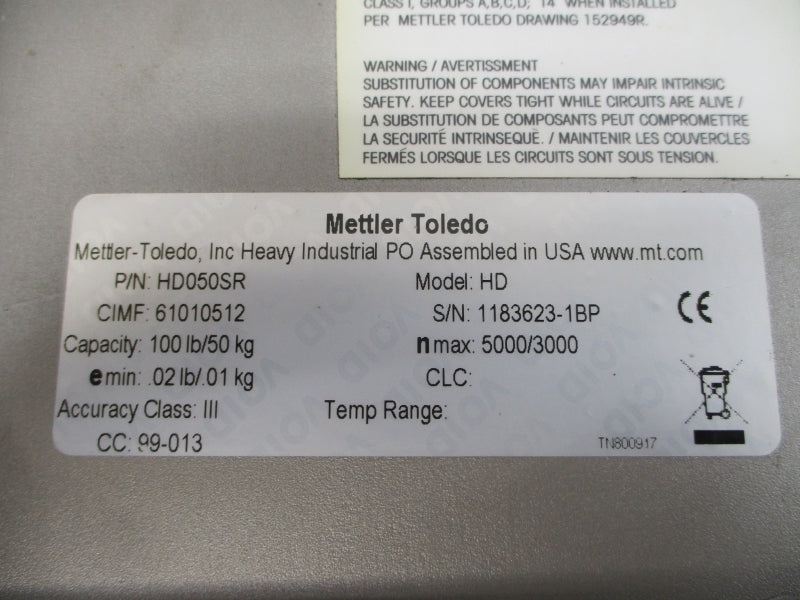 CLASS I, GROUPS A,B,C,D; T4 WHEN INSTALLED
PER METTLER TOLEDO DRAWING 152949R.
WARNING / AVERTISSMENT
SUBSTITUTION OF COMPONENTS MAY IMPAIR INTRINSIC
SAFETY. KEEP COVERS TIGHT WHILE CIRCUITS ARE ALIVE /
LA SUBSTITUTION DE COMPOSANTS PEUT COMPROMETTRE
LA SECURITÉ INTRINSEQUE. / MAINTENIR LES COUVERCLES
FERMÉS LORSQUE LES CIRCUITS SONT SOUS TENSION.
Mettler Toledo
Mettler-Toledo, Inc Heavy Industrial PO Assembled in USA www.mt.com
P/N: HD050SR Model: HD
CIMF: 61010512 S/N: 1183623-1BP CE
Capacity: 100 lb/50 kg n max: 5000/3000
e min: .02 lb/.01 kg CLC:
Accuracy Class: III Temp Range:
CC: 99-013 TN800917